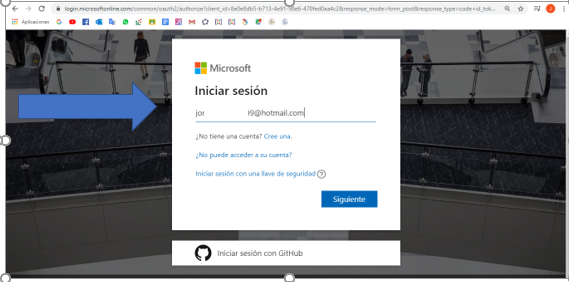 login.microsoftonline.com/common/oauth2/authorize?client_id=8e0e8db5-b713-4e91-98e6-470fed0aa4c2&response_mode=form_post&response_type=code+id_tok...
Aplicaciones
Microsoft
Iniciar sesión
jor l9@hotmail.com
¿No tiene una cuenta? Cree una.
¿No puede acceder a su cuenta?
Iniciar sesión con una llave de seguridad
Siguiente
Iniciar sesión con GitHub